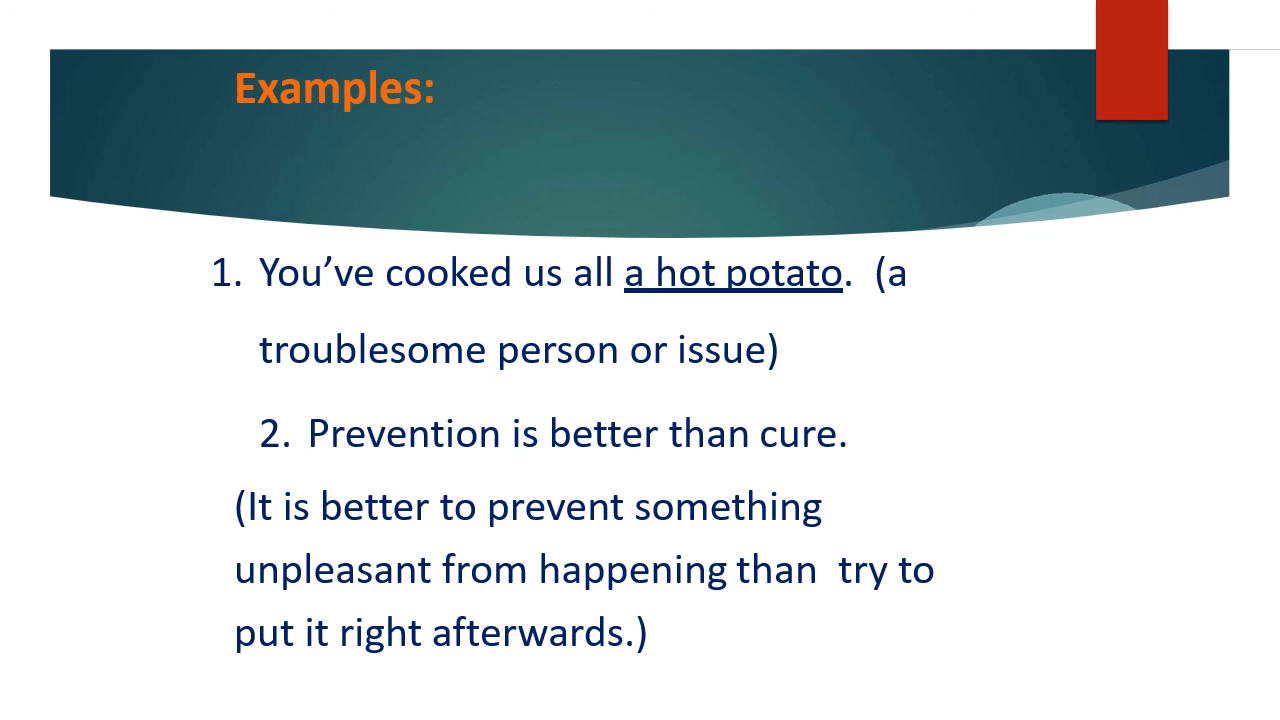 Examples:
1. You’ve cooked us all a hot potato. (a
troublesome person or issue)
2. Prevention is better than cure.
(It is better to prevent something
unpleasant from happening than try to
put it right afterwards.)